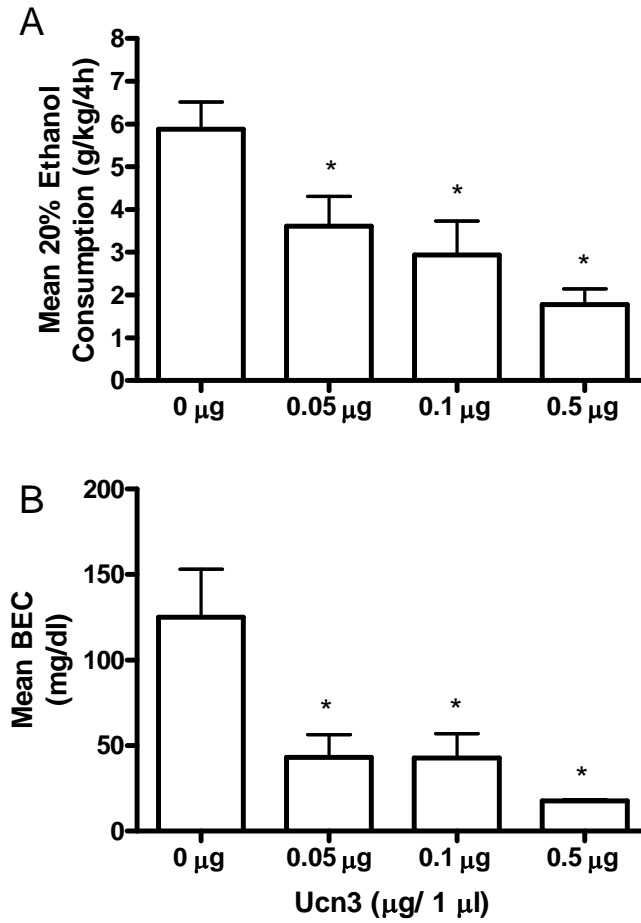 A
Mean 20% Ethanol
Consumption (g/kg/4h)
8
7
6
5
4
3
2
1
0
*
*
*
0 μg
0.05 μg
0.1 μg
0.5 μg
B
Mean BEC
(mg/dl)
200
150
100
50
0
*
*
*
0 μg
0.05 μg
0.1 μg
0.5 μg
Ucn3 (μg/ 1 μl)